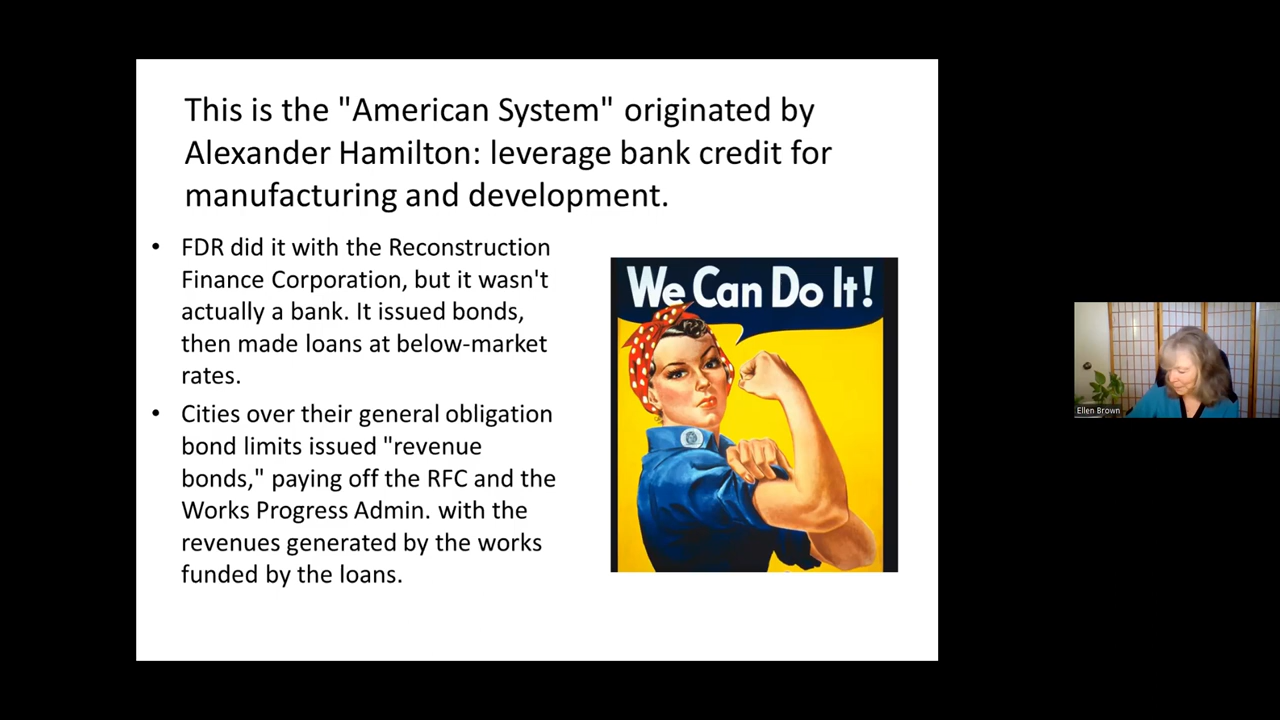 This is the "American System" originated by
Alexander Hamilton: leverage bank credit for
manufacturing and development.
• FDR did it with the Reconstruction
Finance Corporation, but it wasn't
actually a bank. It issued bonds,
then made loans at below-market
rates.
• Cities over their general obligation
bond limits issued "revenue
bonds," paying off the RFC and the
Works Progress Admin. with the
revenues generated by the works
funded by the loans.
We Can Do It!
Ellen Brown